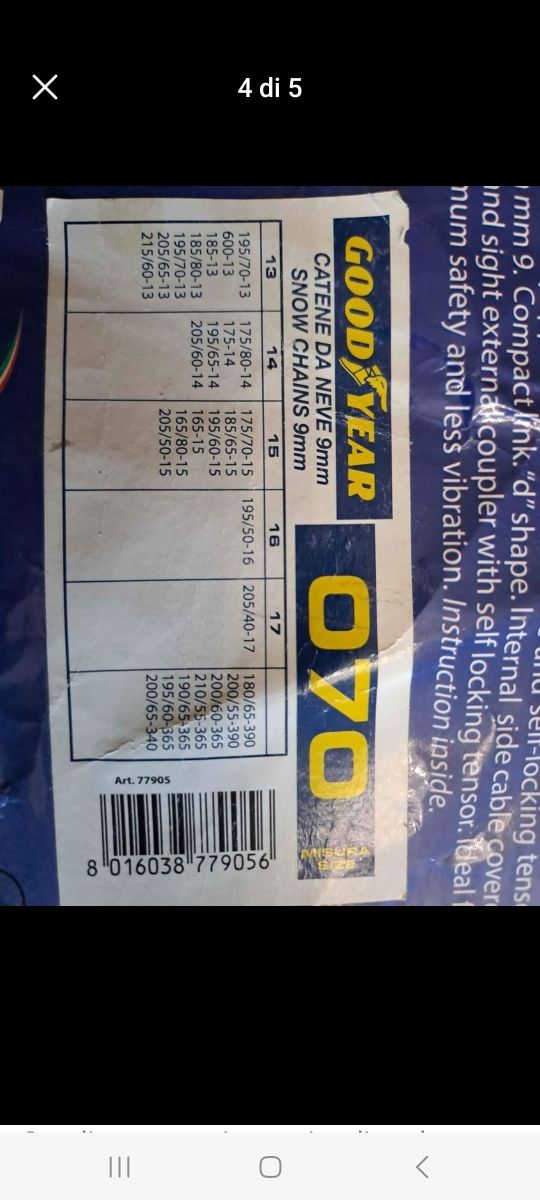 4 di 5
self-locking
mm 9. Compact link. "d" shape. Internal side cable
sight external coupler with self locking tensor. Ideal
safety and less vibration. Instruction inside.
GOOD YEAR
CATENE DA NEVE 9mm
SNOW CHAINS 9mm
070
MISURA
SIZE
13 14 15 16 17
195/70-13 175/80-14 175/70-15 195/50-16 205/40-17 180/65-390
600-13 175-14 185/65-15 200/55-390
185-13 195/65-14 195/60-15 200/60-365
185/80-13 205/60-14 165-15 210/55-365
195/70-13 165/80-15 190/65-365
205/65-13 205/50-15 195/60-365
215/60-13 200/65-340
Art. 77905
8 016038 779056